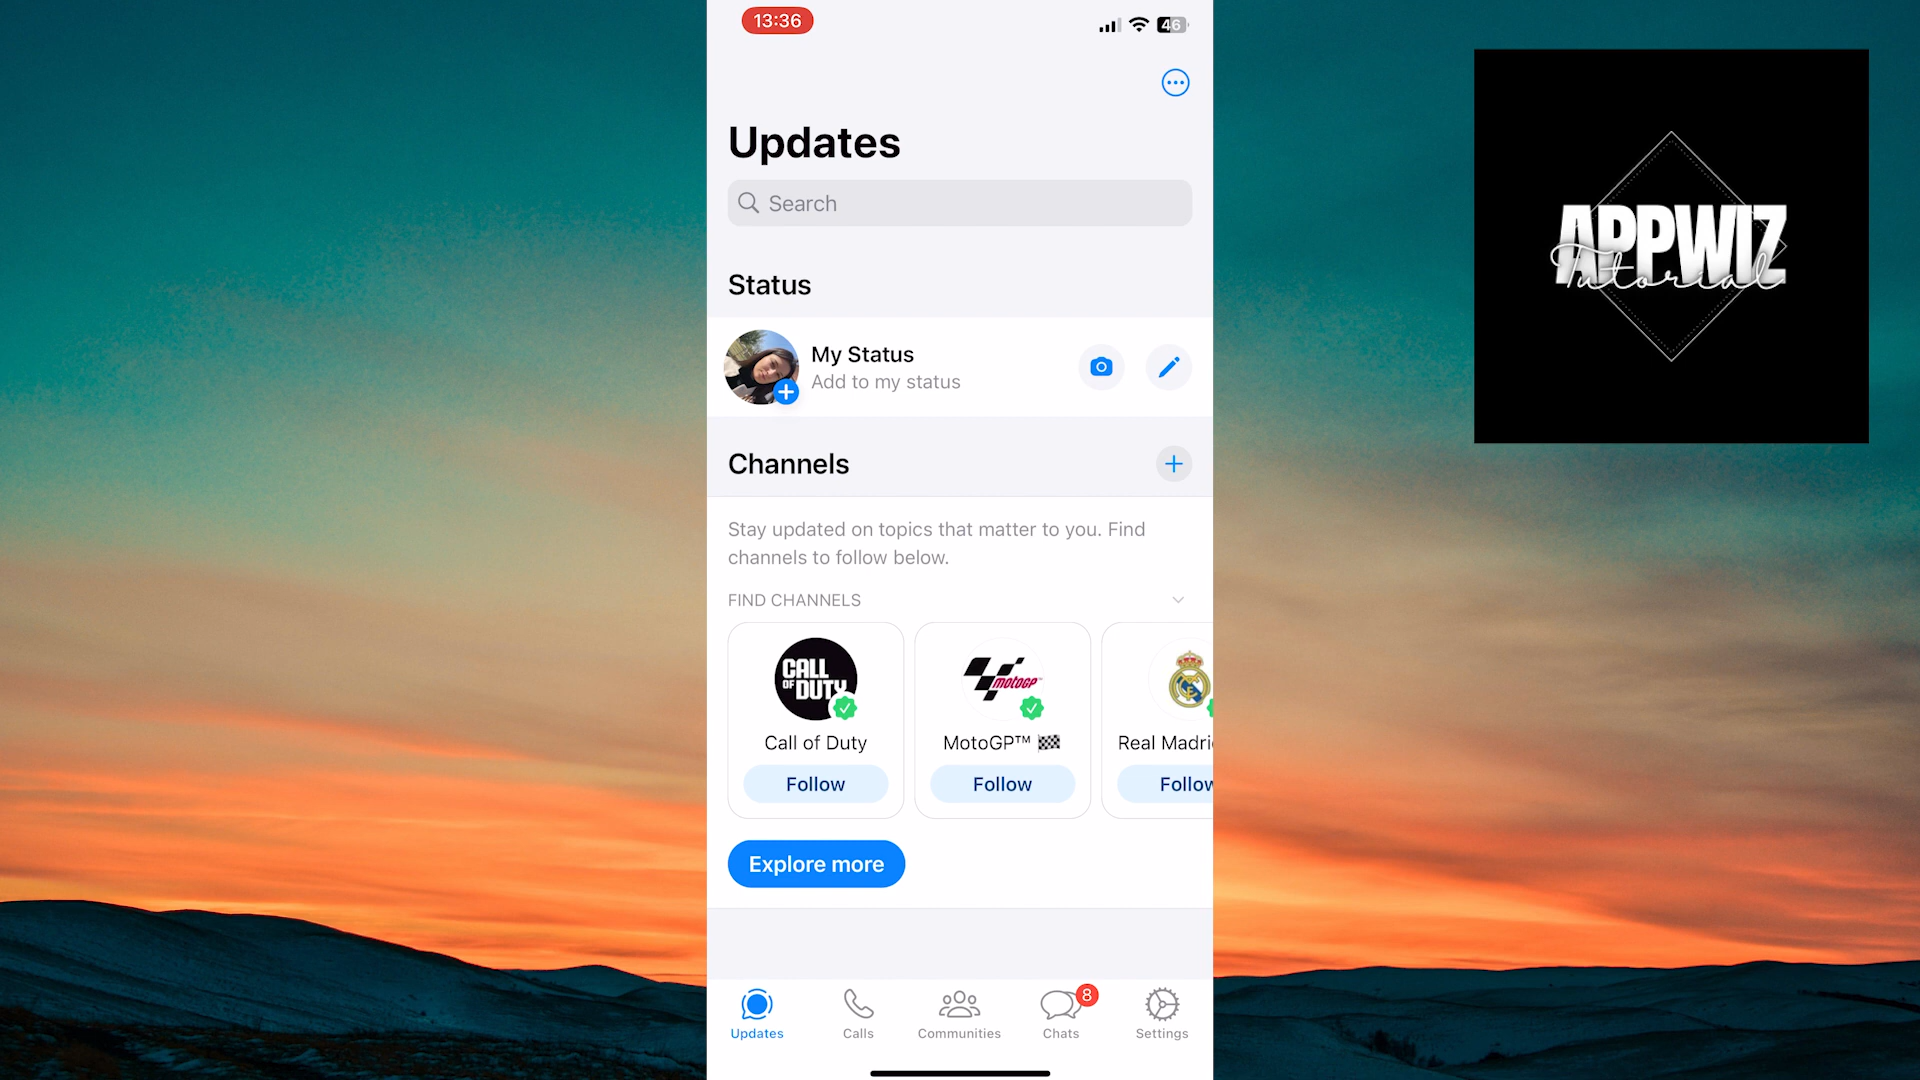 13:36
46
Updates
Search
Status
My Status
Add to my status
Channels
Stay updated on topics that matter to you. Find
channels to follow below.
FIND CHANNELS
CALL
OF DUTY
MotoGP
Call of Duty
MotoGP™ 🏁
Real Madri
Follow
Follow
Follow
Explore more
8
Updates
Calls
Communities
Chats
Settings
APPWIZ
Tutorial